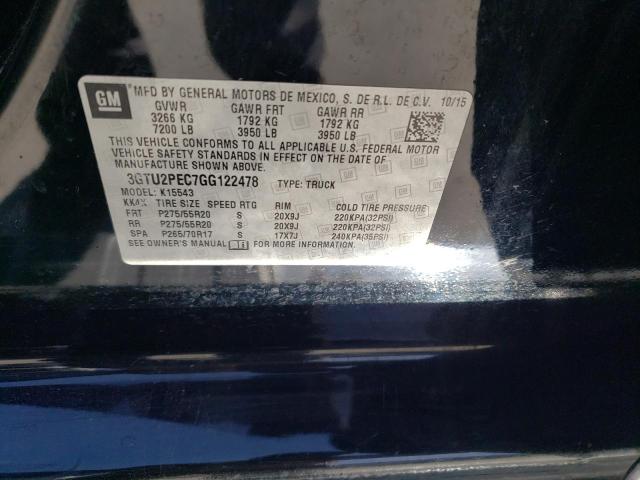 GM
MFD BY GENERAL MOTORS DE MEXICO, S. DE R.L. DE C.V. 10/15
GVWR GAWR FRT GAWR RR
3266 KG 1792 KG 1792 KG
7200 LB 3950 LB 3950 LB
THIS VEHICLE CONFORMS TO ALL APPLICABLE U.S. FEDERAL MOTOR
VEHICLE SAFETY STANDARDS IN EFFECT ON THE DATE OF
MANUFACTURE SHOWN ABOVE.
3GTU2PEC7GG122478 TYPE: TRUCK
MODEL: K15543
TIRE SIZE SPEED RTG RIM COLD TIRE PRESSURE
FRT P275/55R20 S 20X9J 220KPA(32PSI)
RR P275/55R20 S 20X9J 220KPA(32PSI)
SPA P265/70R17 S 17X7J 240KPA(35PSI)
SEE OWNER'S MANUAL FOR MORE INFORMATION.